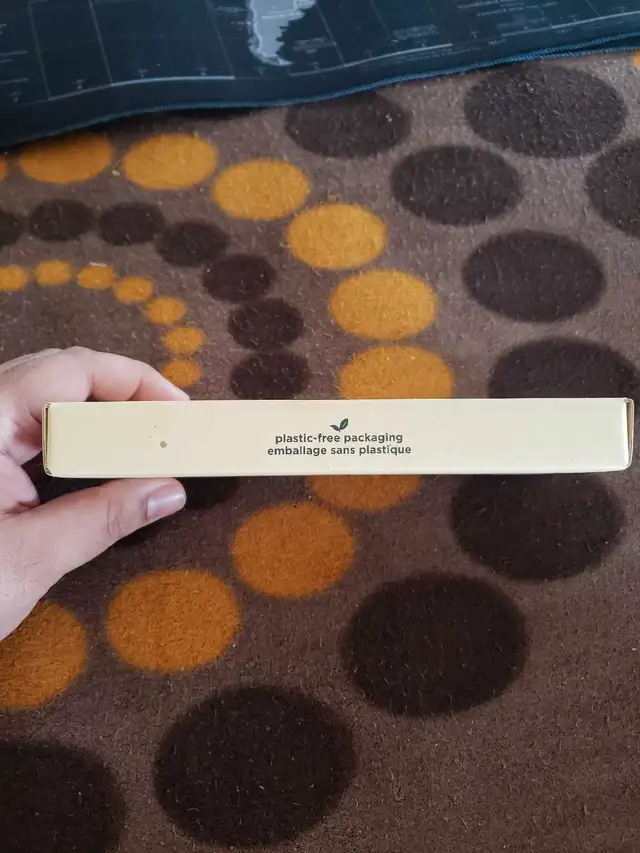 plastic-free packaging
emballage sans plastique